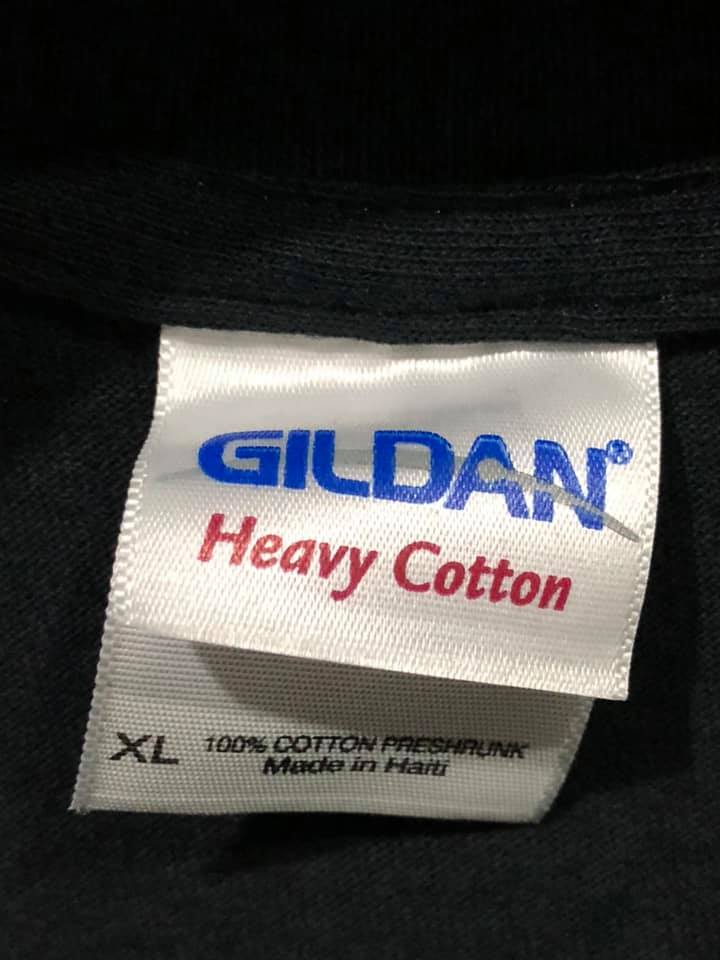 GILDAN®
Heavy Cotton
XL 100% COTTON PRESHRUNK
Made in Haiti